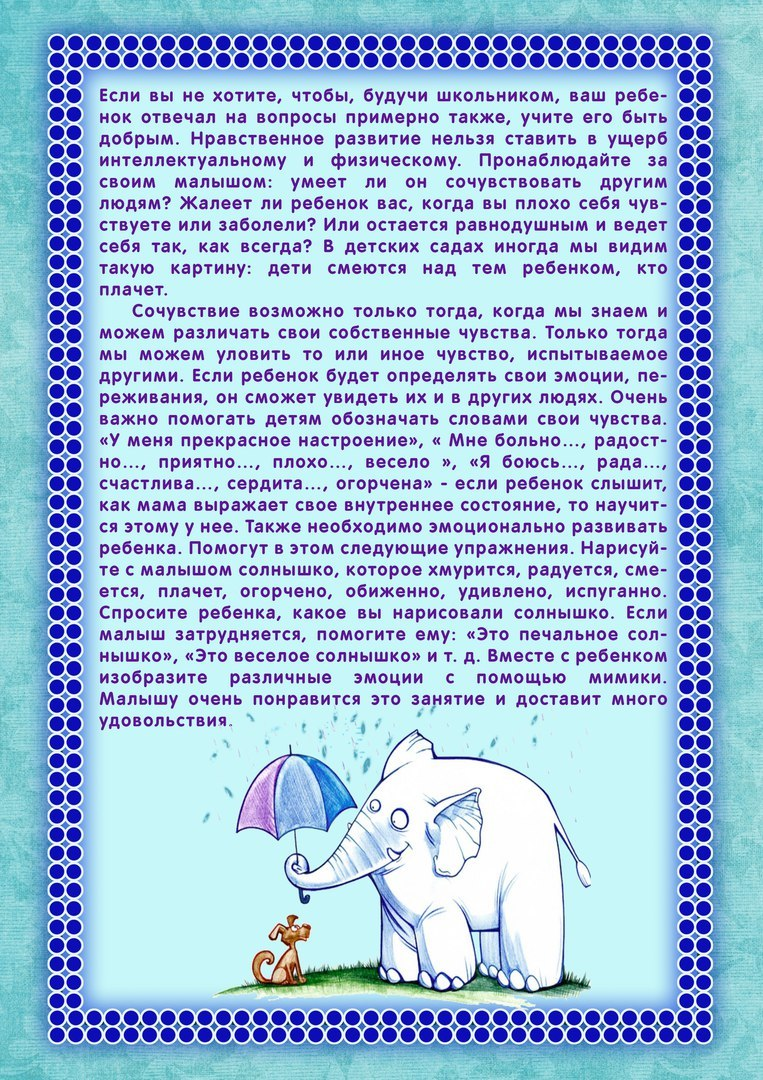 Если вы не хотите, чтобы, будучи школьником, ваш ребе-
нок отвечал на вопросы примерно также, учите его быть
добрым. Нравственное развитие нельзя ставить в ущерб
интеллектуальному и физическому. Пронаблюдайте за
своим малышом: умеет ли он сочувствовать другим
людям? Жалеет ли ребенок вас, когда вы плохо себя чув-
ствуете или заболели? Или остается равнодушным и ведет
себя так, как всегда? В детских садах иногда мы видим
такую картину: дети смеются над тем ребенком, кто
плачет.
Сочувствие возможно только тогда, когда мы знаем и
можем различать свои собственные чувства. Только тогда
мы можем уловить то или иное чувство, испытываемое
другими. Если ребенок будет определять свои эмоции, пе-
реживания, он сможет увидеть их и в других людях. Очень
важно помогать детям обозначать словами свои чувства.
«У меня прекрасное настроение», « Мне больно..., радост-
но..., приятно..., плохо..., весело », «Я боюсь..., рада...,
счастлива..., сердита..., огорчена» - если ребенок слышит,
как мама выражает свое внутреннее состояние, то научит-
ся этому у нее. Также необходимо эмоционально развивать
ребенка. Помогут в этом следующие упражнения. Нарисуй-
те с малышом солнышко, которое хмурится, радуется, сме-
ется, плачет, огорчено, обиженно, удивлено, испуганно.
Спросите ребенка, какое вы нарисовали солнышко. Если
малыш затрудняется, помогите ему: «Это печальное сол-
нышко», «Это веселое солнышко» и т. д. Вместе с ребенком
изобразите различные эмоции с помощью мимики.
Малышу очень понравится это занятие и доставит много
удовольствия.